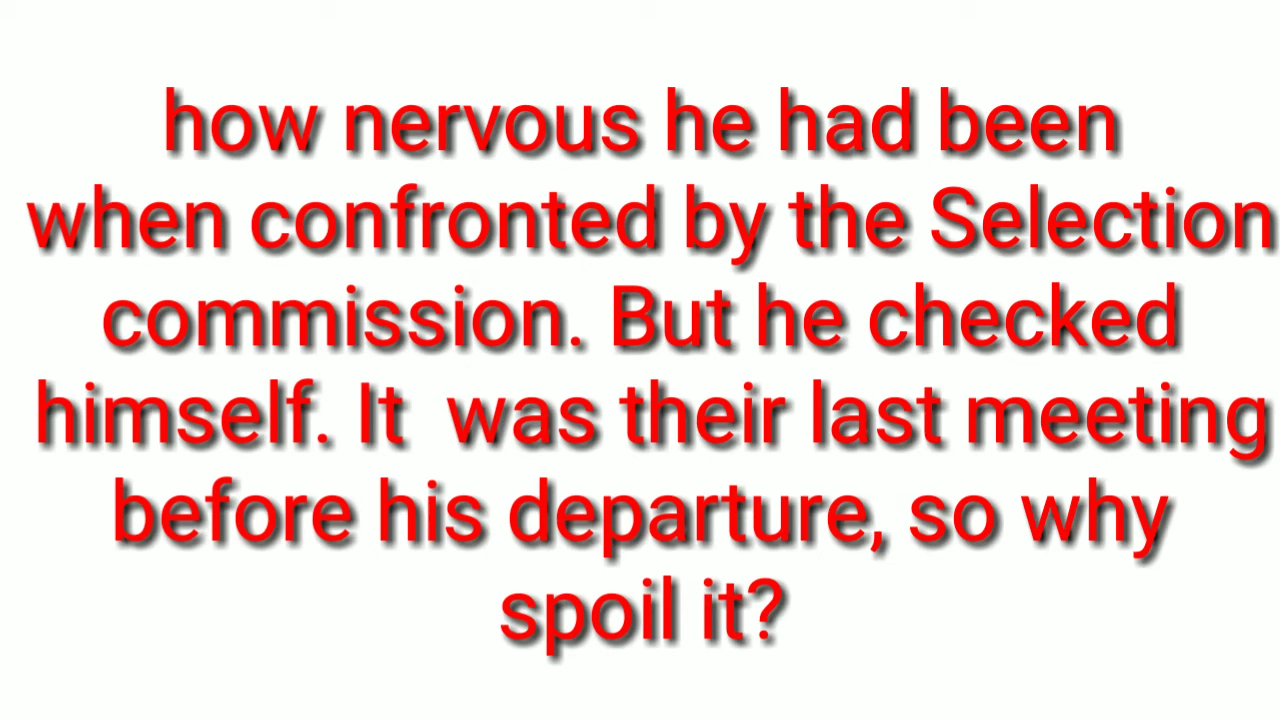 how nervous he had been
when confronted by the Selection
commission. But he checked
himself. It  was their last meeting
before his departure, so why
spoil it?